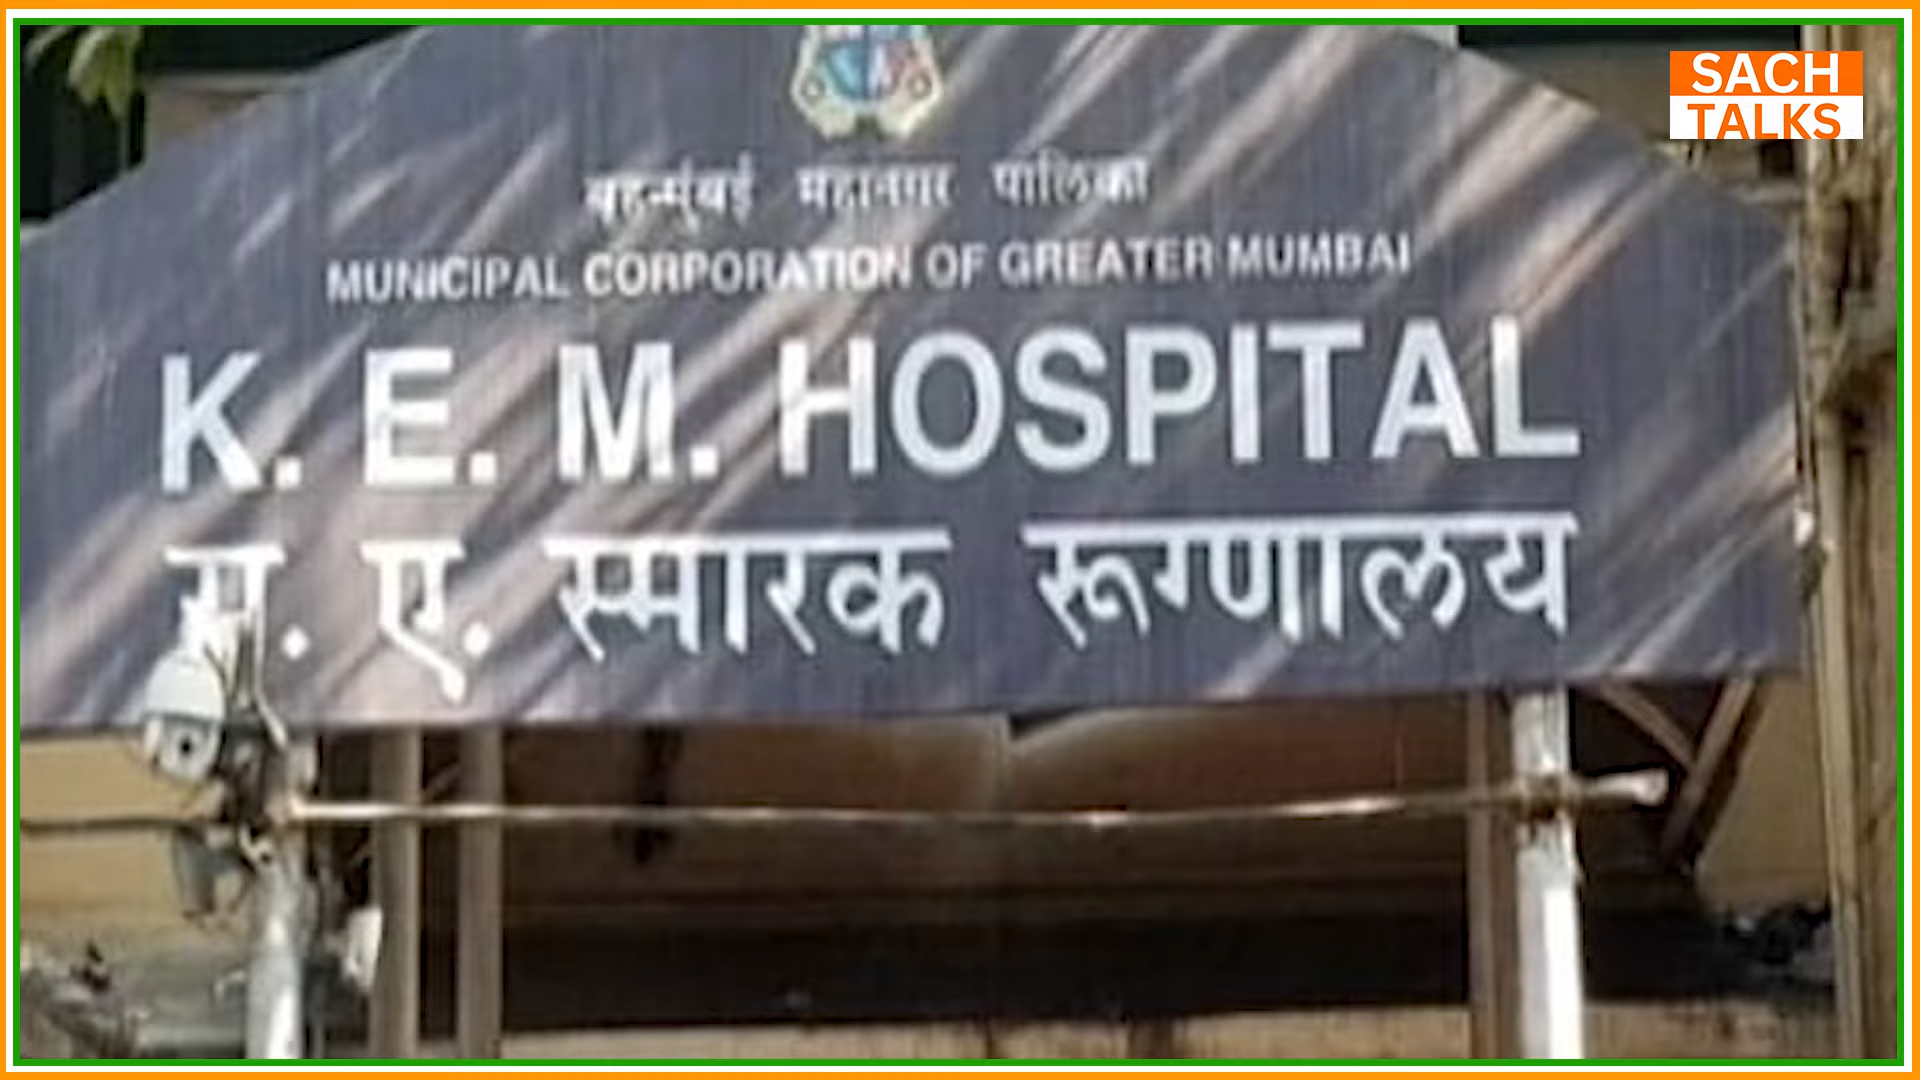 SACH
TALKS
बृहन्मुंबई महानगर पालिका
MUNICIPAL CORPORATION OF GREATER MUMBAI
K. E. M. HOSPITAL
रा. ए. स्मारक रूग्णालय